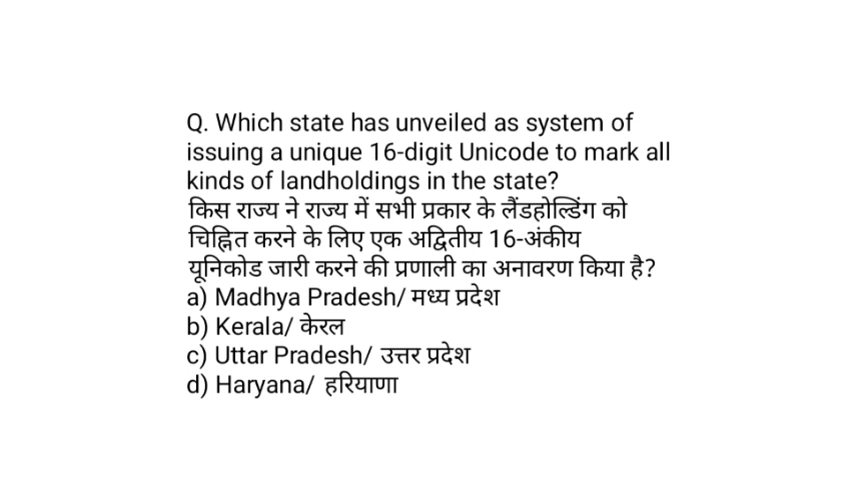 Q. Which state has unveiled as system of
issuing a unique 16-digit Unicode to mark all
kinds of landholdings in the state?
किस राज्य ने राज्य में सभी प्रकार के लैंडहोल्डिंग को
चिह्नित करने के लिए एक अद्वितीय 16-अंकीय
यूनिकोड जारी करने की प्रणाली का अनावरण किया है?
a) Madhya Pradesh/ मध्य प्रदेश
b) Kerala/ केरल
c) Uttar Pradesh/ उत्तर प्रदेश
d) Haryana/ हरियाणा